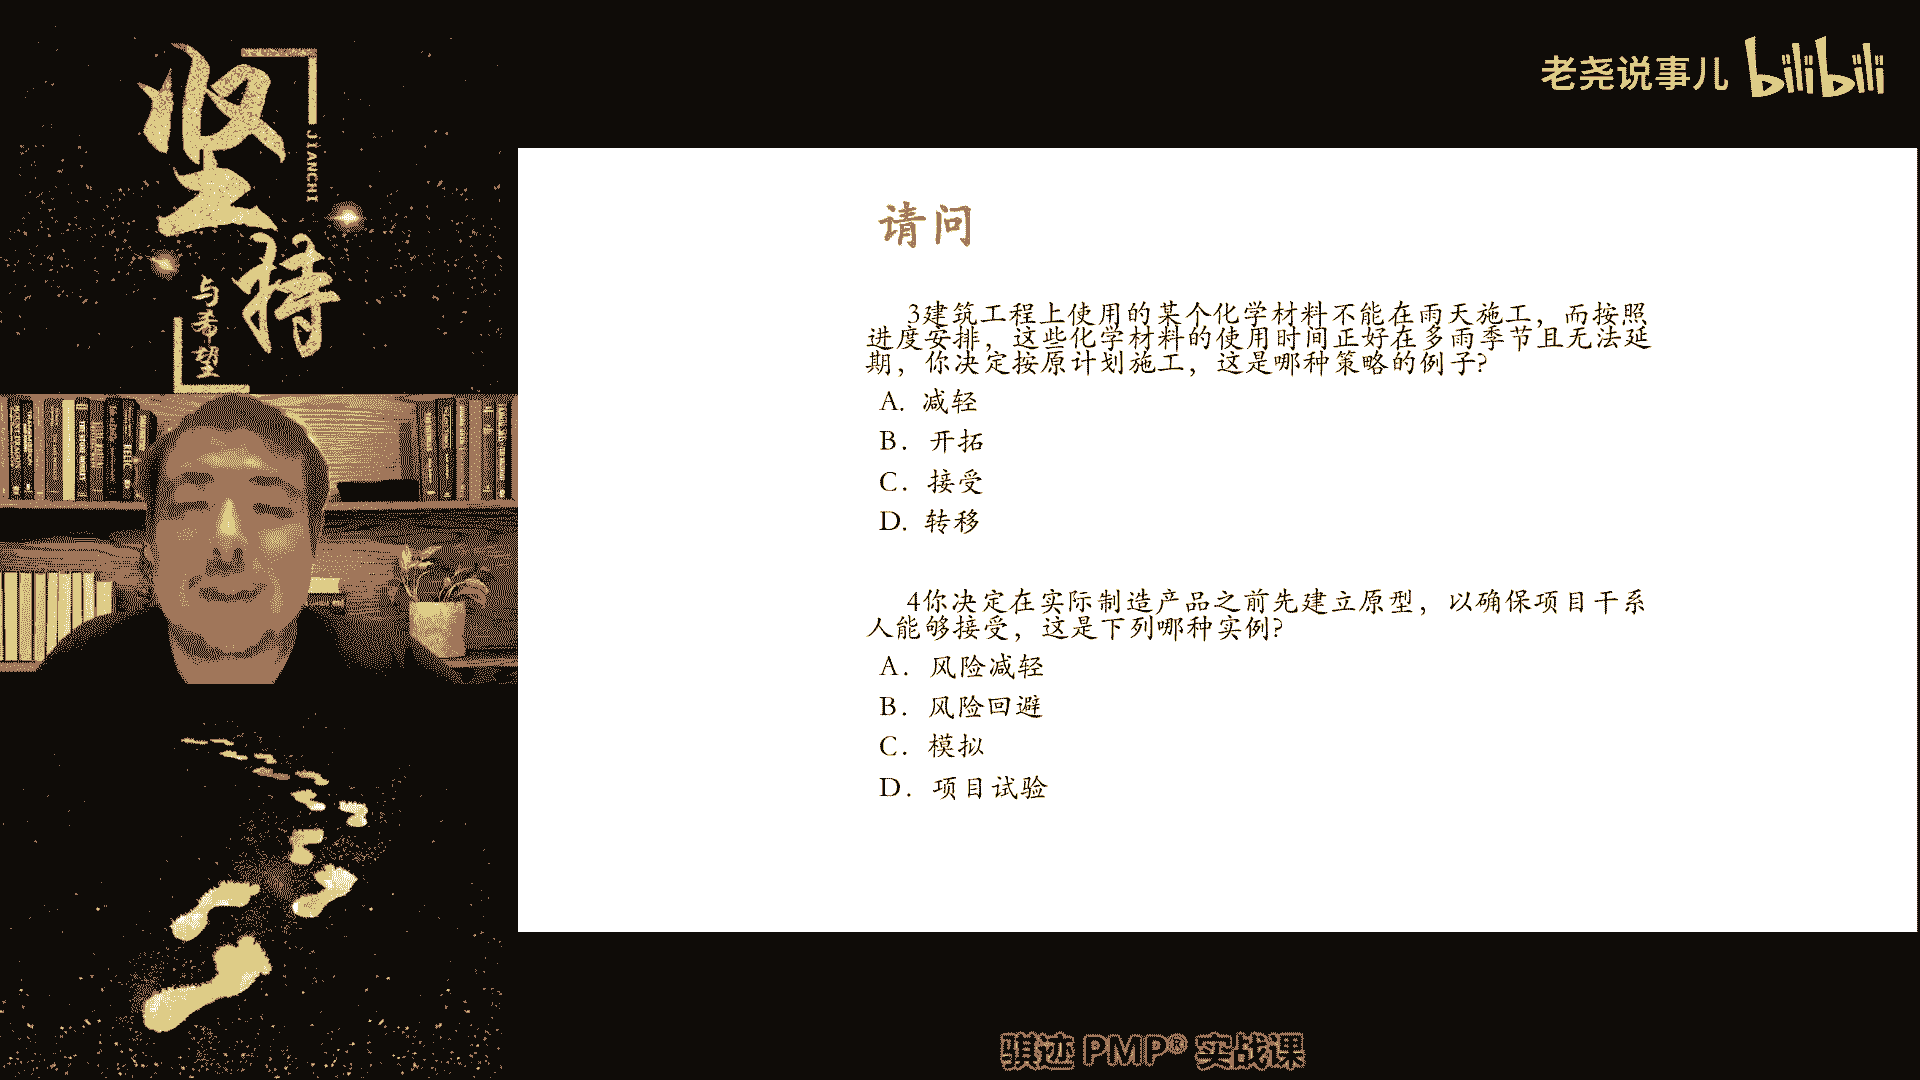 坚持
JIANCHI
与希望
老尧说事儿 bilibili
请问
3建筑工程上使用的某个化学材料不能在雨天施工，而按照
进度安排，这些化学材料的使用时间正好在多雨季节且无法延
期，你决定按原计划施工，这是哪种策略的例子?
A. 减轻
B. 开拓
C. 接受
D. 转移
4你决定在实际制造产品之前先建立原型，以确保项目干系
人能够接受，这是下列哪种实例?
A. 风险减轻
B. 风险回避
C. 模拟
D. 项目试验
骐迹 PMP® 实战课